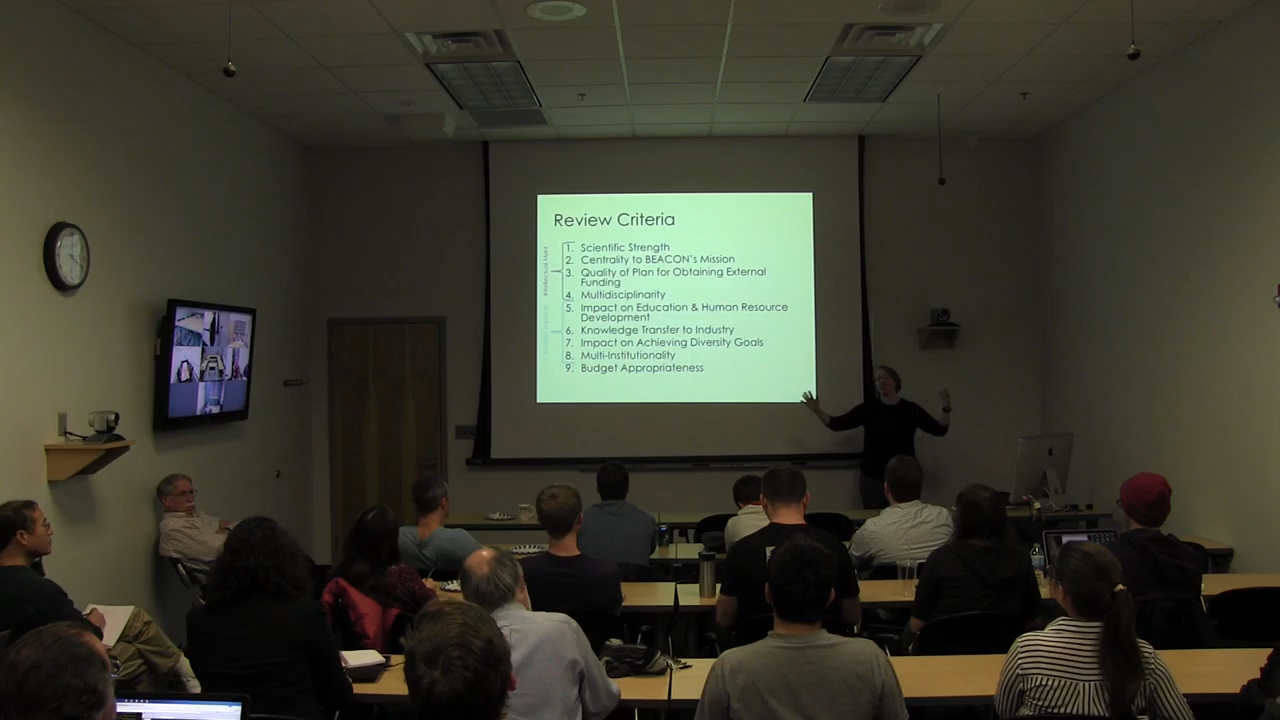 Review Criteria
1. Scientific Strength
2. Centrality to BEACON's Mission
3. Quality of Plan for Obtaining External
Funding
4. Multidisciplinarity
5. Impact on Education & Human Resource
Development
6. Knowledge Transfer to Industry
7. Impact on Achieving Diversity Goals
8. Multi-Institutionality
9. Budget Appropriateness
Intellectual Merit